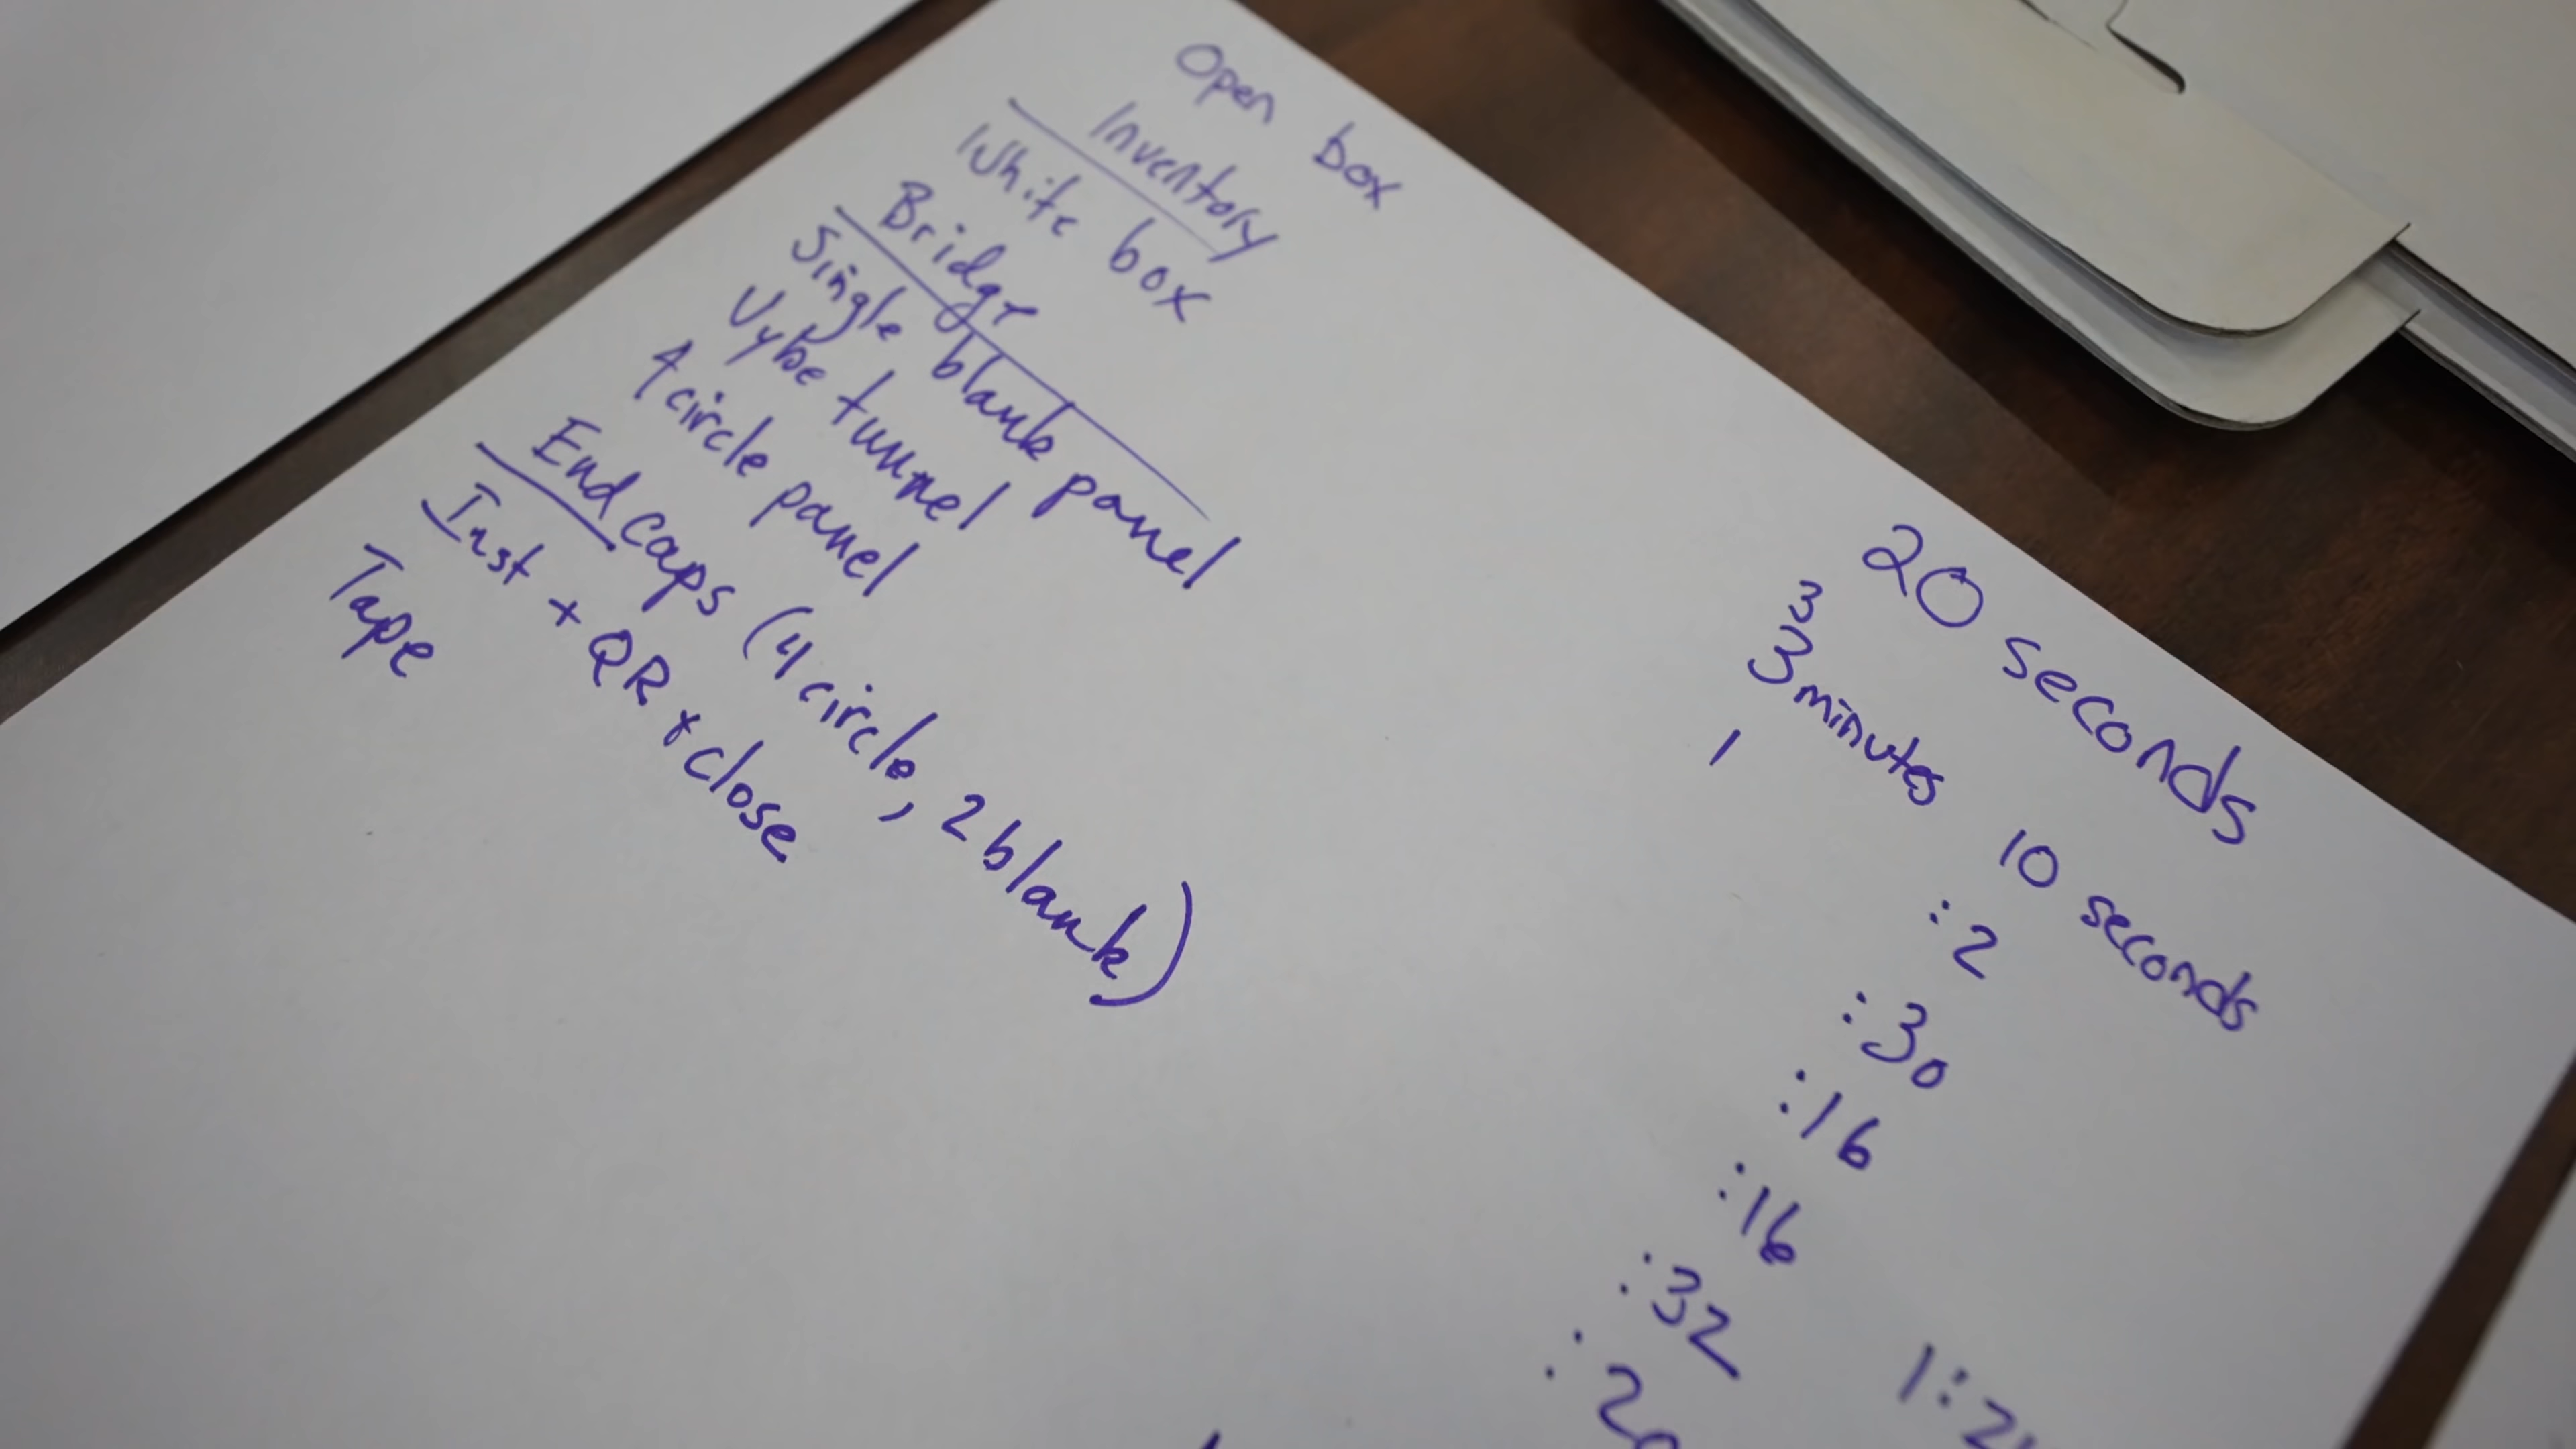 Open box
Inventory
White box
Bridge
Single blank panel
Vybe tunnel
4 circle panel
End caps (4 circle, 2 blank)
Inst + QR + close
Tape
20 seconds
3
3 minutes 10 seconds
1 :2
:30
:16
:16
:32